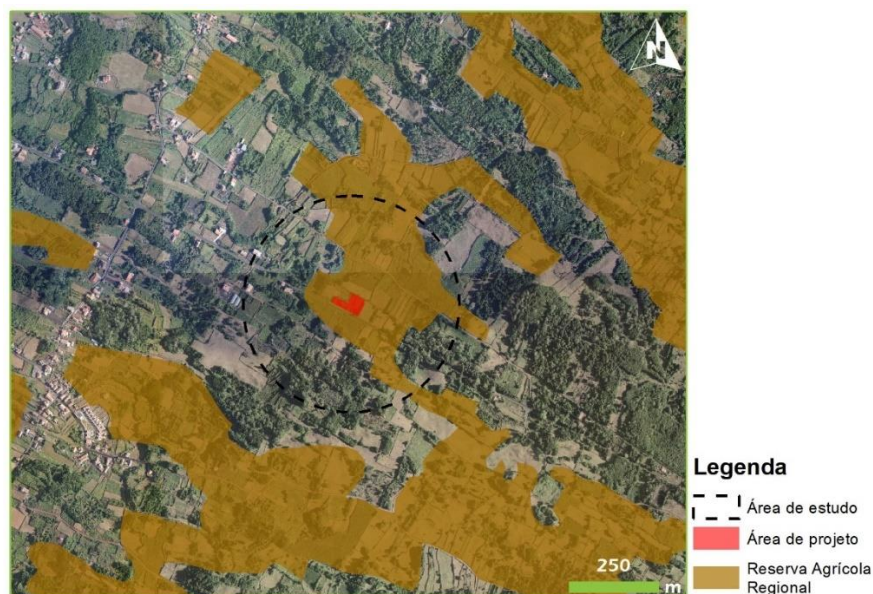 N
250
m
Legenda
Área de estudo
Área de projeto
Reserva Agrícola
Regional